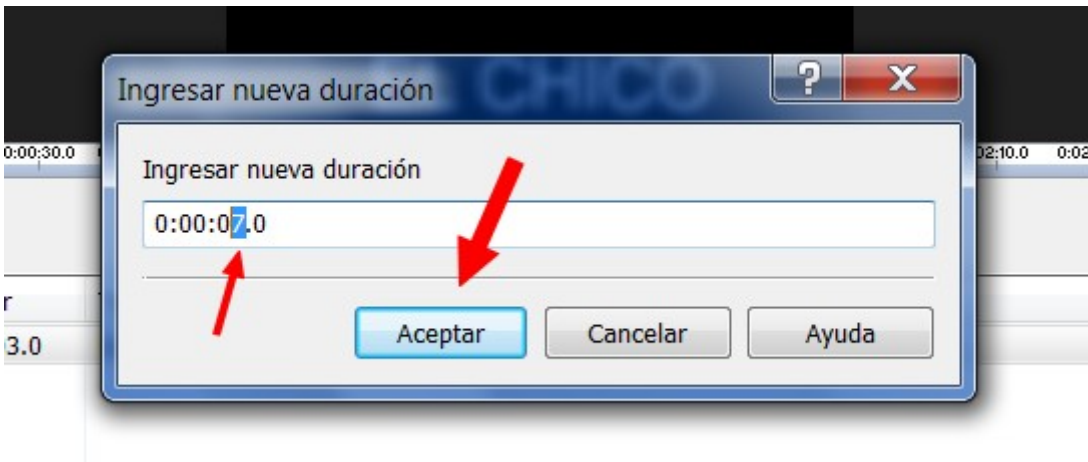 CHICO
Ingresar nueva duración
0:00:30.0
02:10.0 0:02
Ingresar nueva duración
0:00:07.0
r
3.0
Aceptar Cancelar Ayuda